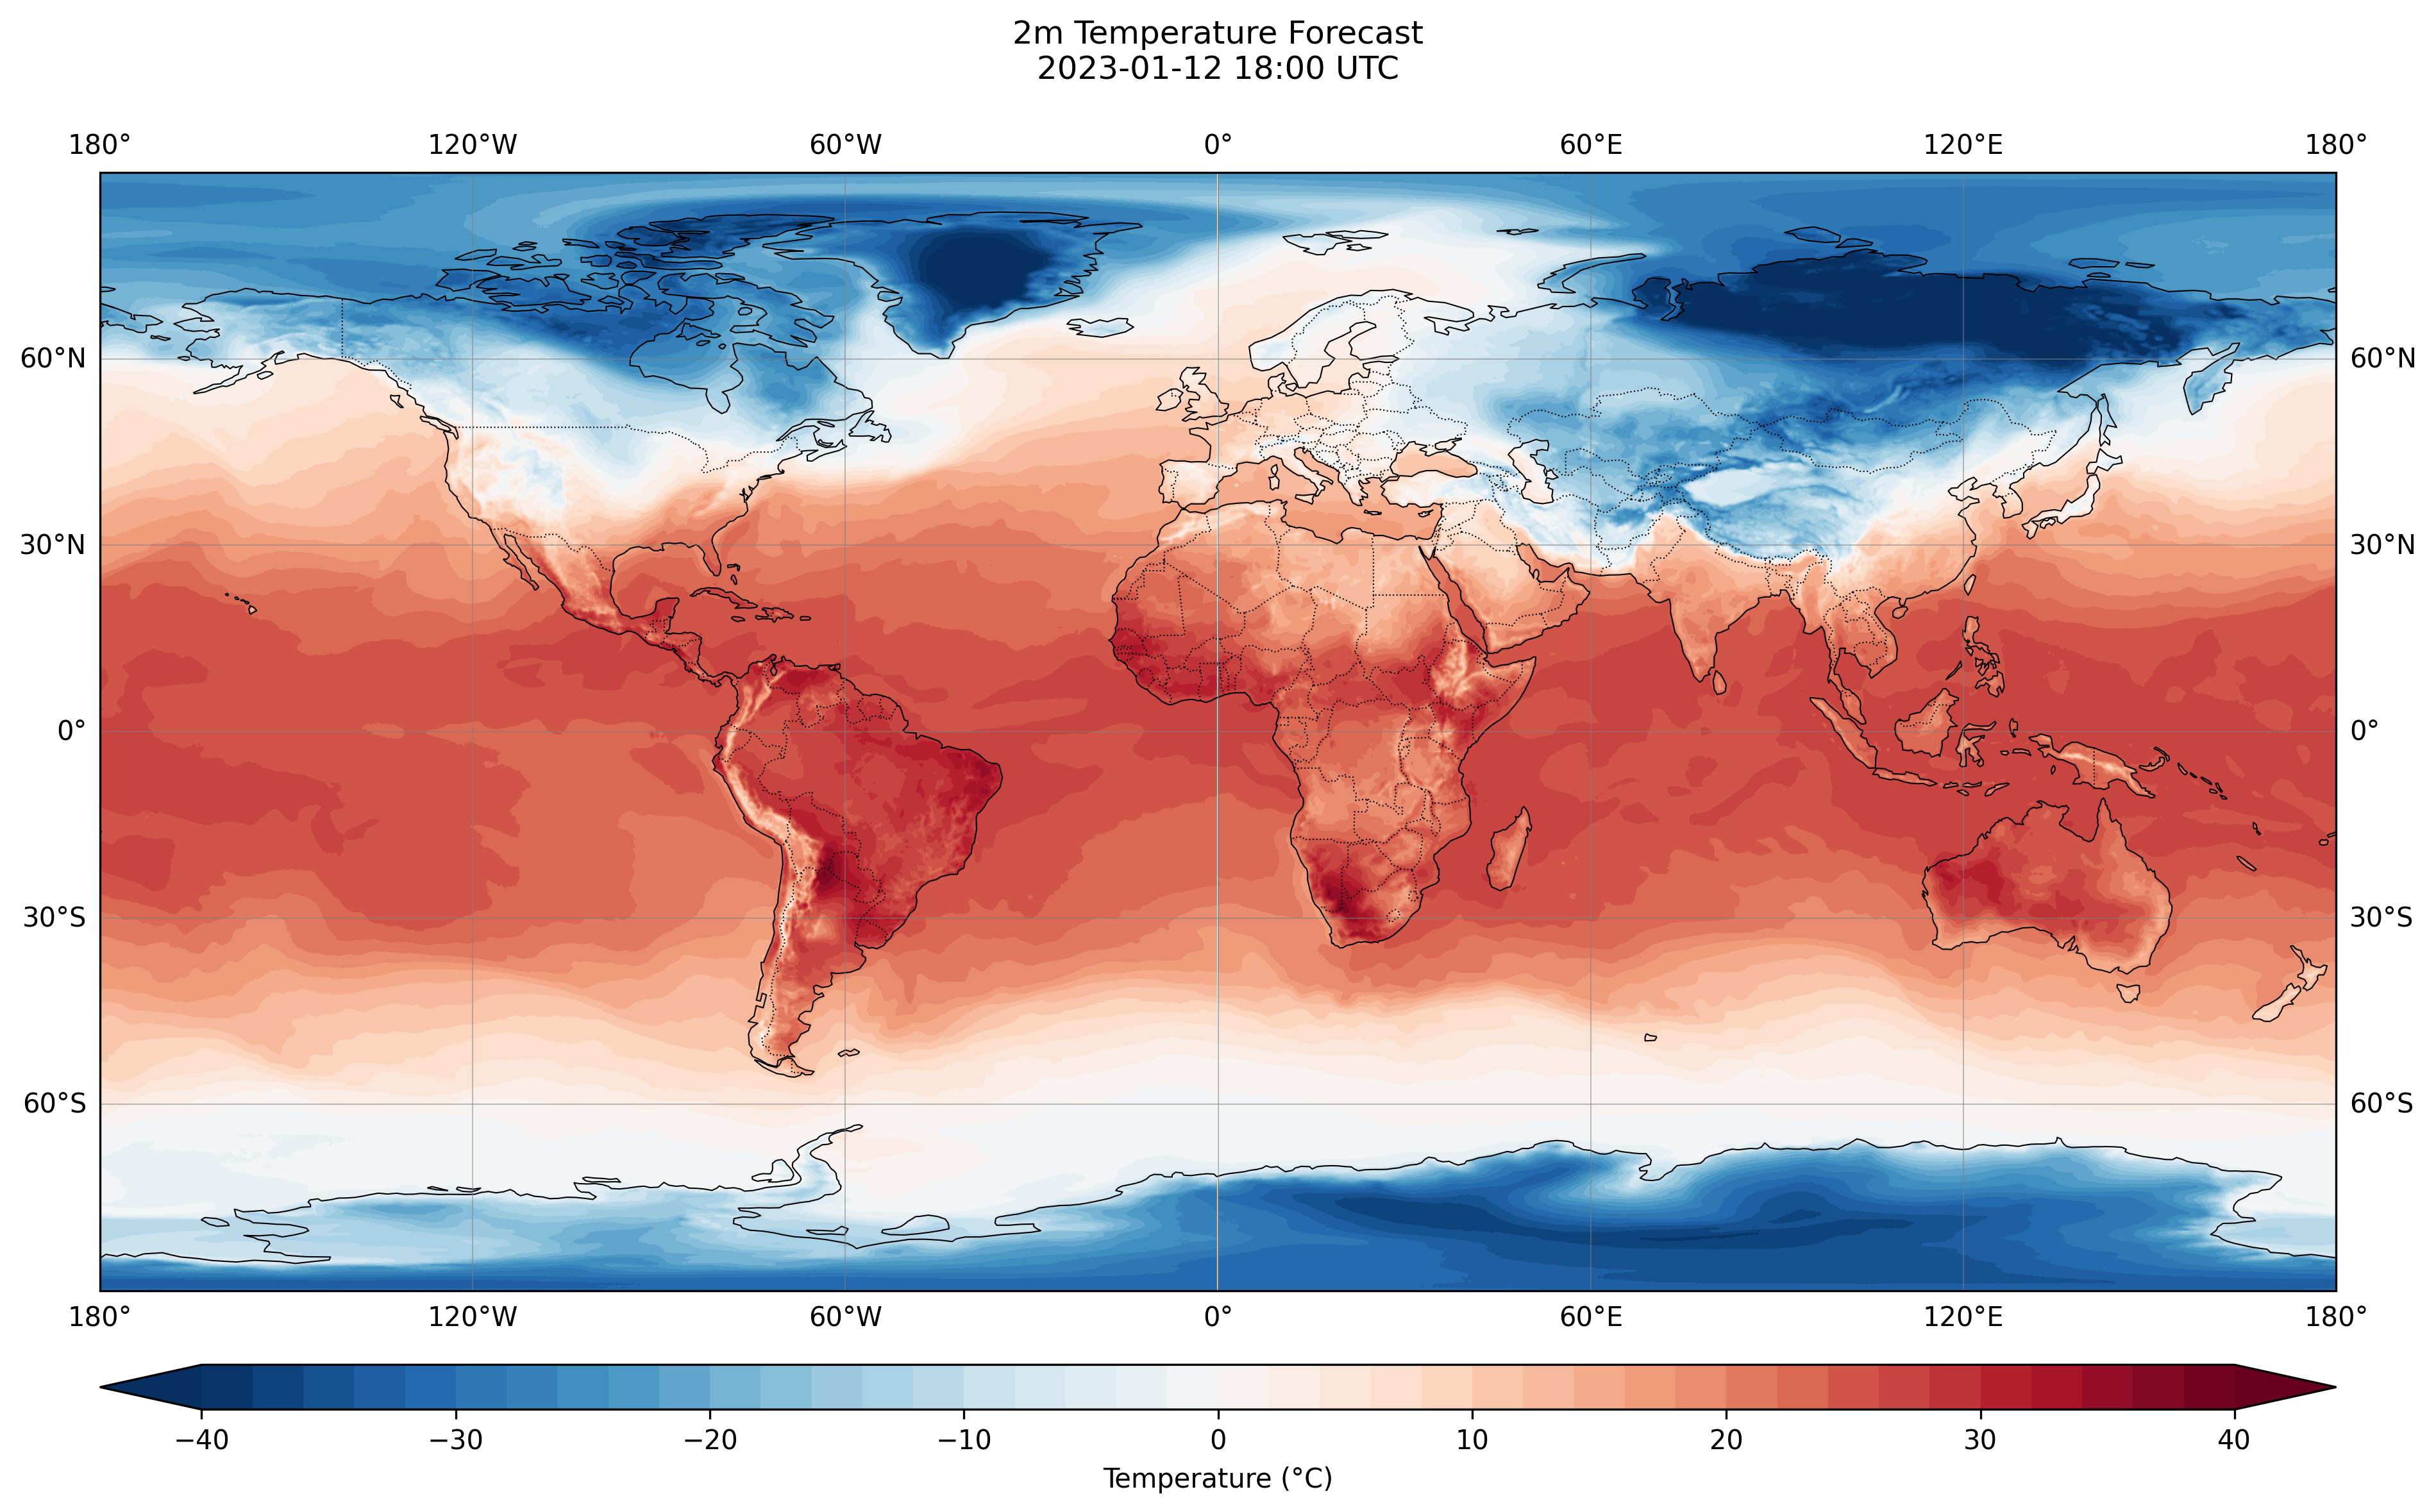 2m Temperature Forecast
2023-01-12 18:00 UTC
180° 120°W 60°W 0° 60°E 120°E 180°
60°N 60°N
30°N 30°N
0° 0°
30°S 30°S
60°S 60°S
180° 120°W 60°W 0° 60°E 120°E 180°
−40 −30 −20 −10 0 10 20 30 40
Temperature (°C)